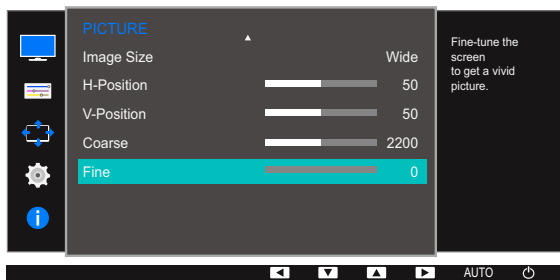 PICTURE
Image Size Wide
H-Position 50
V-Position 50
Coarse 2200
Fine 0
Fine-tune the
screen
to get a vivid
picture.
AUTO